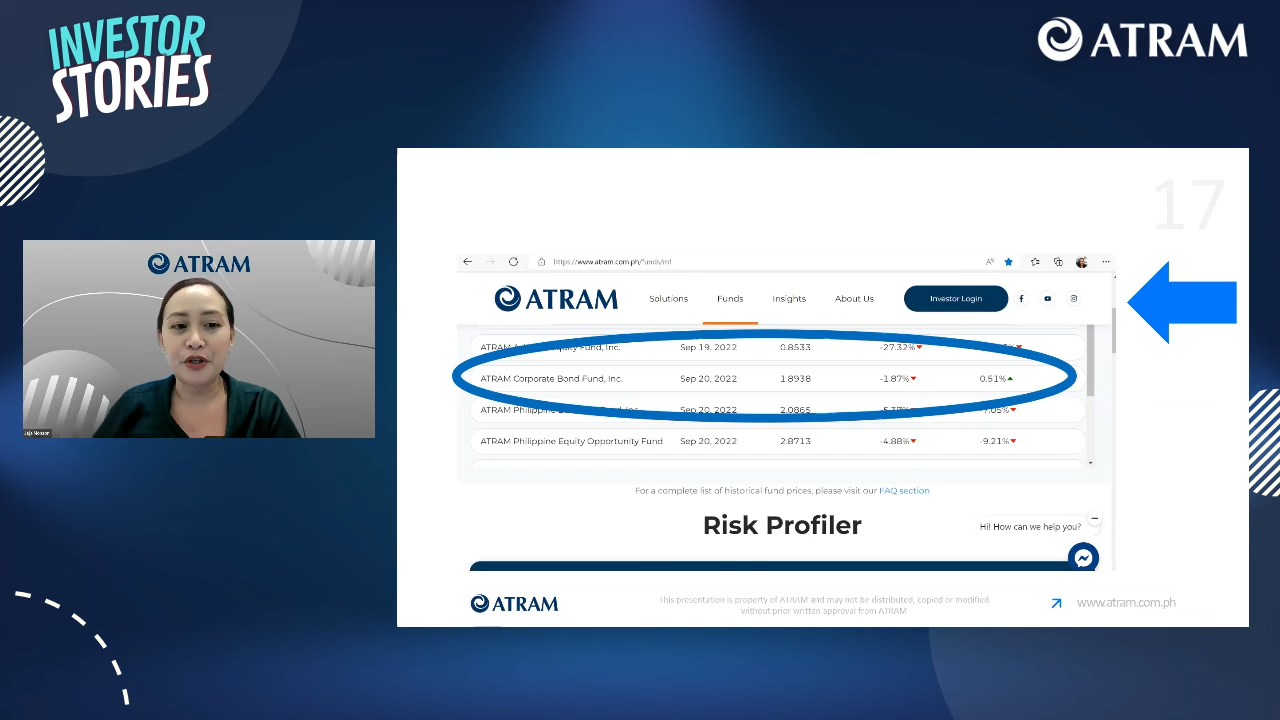 INVESTOR
STORIES
ATRAM
17
ATRAM
https://www.atram.com.ph/funds/mf
ATRAM Solutions Funds Insights About Us Investor Login
Equity Fund, Inc. Sep 19, 2022 0.8533 -27.32%
ATRAM Corporate Bond Fund, Inc. Sep 20, 2022 1.8938 -1.87% 0.51%
ATRAM Sep 20, 2022 2.0865
ATRAM Philippine Equity Opportunity Fund Sep 20, 2022 2.8713 -4.88% -9.21%
For a complete list of historical fund prices, please visit our FAQ section
Risk Profiler
Hi! How can we help you?
ATRAM
This presentation is property of ATRAM and may not be distributed, copied or modified
without prior written approval from ATRAM
www.atram.com.ph